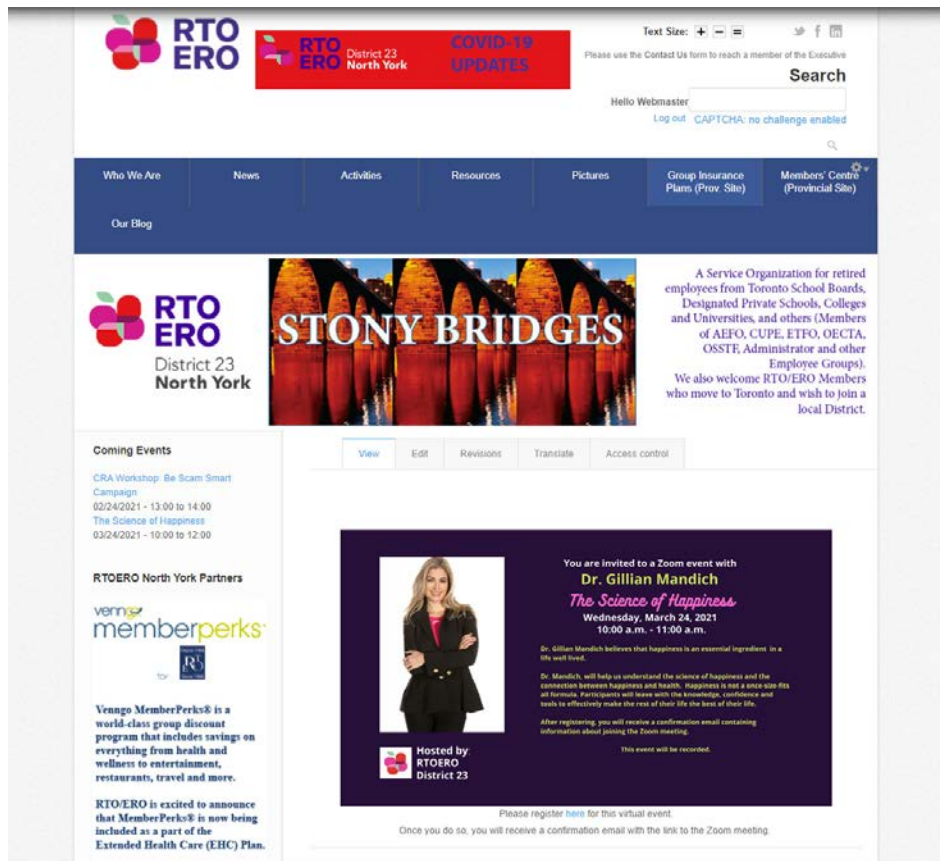 RTO
ERO
RTO
ERO
District 23
North York
COVID-19
UPDATES
Text Size: + - =
Please use the Contact Us form to reach a member of the Executive
Search
Hello Webmaster
Log out CAPTCHA: no challenge enabled
Who We Are
News
Activities
Resources
Pictures
Group Insurance
Plans (Prov. Site)
Members' Centre
(Provincial Site)
Our Blog
RTO
ERO
District 23
North York
STONY BRIDGES
A Service Organization for retired
employees from Toronto School Boards,
Designated Private Schools, Colleges
and Universities, and others (Members
of AEFO, CUPE, ETFO, OECTA,
OSSTF, Administrator and other
Employee Groups).
We also welcome RTO/ERO Members
who move to Toronto and wish to join a
local District.
Coming Events
CRA Workshop: Be Scam Smart
Campaign
02/24/2021 - 13:00 to 14:00
The Science of Happiness
03/24/2021 - 10:00 to 12:00
RTOERO North York Partners
venngo
memberperks
for
Venngo MemberPerks® is a
world-class group discount
program that includes savings on
everything from health and
wellness to entertainment,
restaurants, travel and more.
RTO/ERO is excited to announce
that MemberPerks® is now being
included as a part of the
Extended Health Care (EHC) Plan.
View
Edit
Revisions
Translate
Access control
You are invited to a Zoom event with
Dr. Gillian Mandich
The Science of Happiness
Wednesday, March 24, 2021
10:00 a.m. - 11:00 a.m.
Dr. Gillian Mandich believes that happiness is an essential ingredient in a
life well lived.
Dr. Mandich, will help us understand the science of happiness and the
connection between happiness and health. Happiness is not a once-size-fits
all formula. Participants will leave with the knowledge, confidence and
tools to effectively make the rest of their life the best of their life.
After registering, you will receive a confirmation email containing
information about joining the Zoom meeting.
This event will be recorded.
Hosted by:
RTOERO
District 23
Please register here for this virtual event.
Once you do so, you will receive a confirmation email with the link to the Zoom meeting.